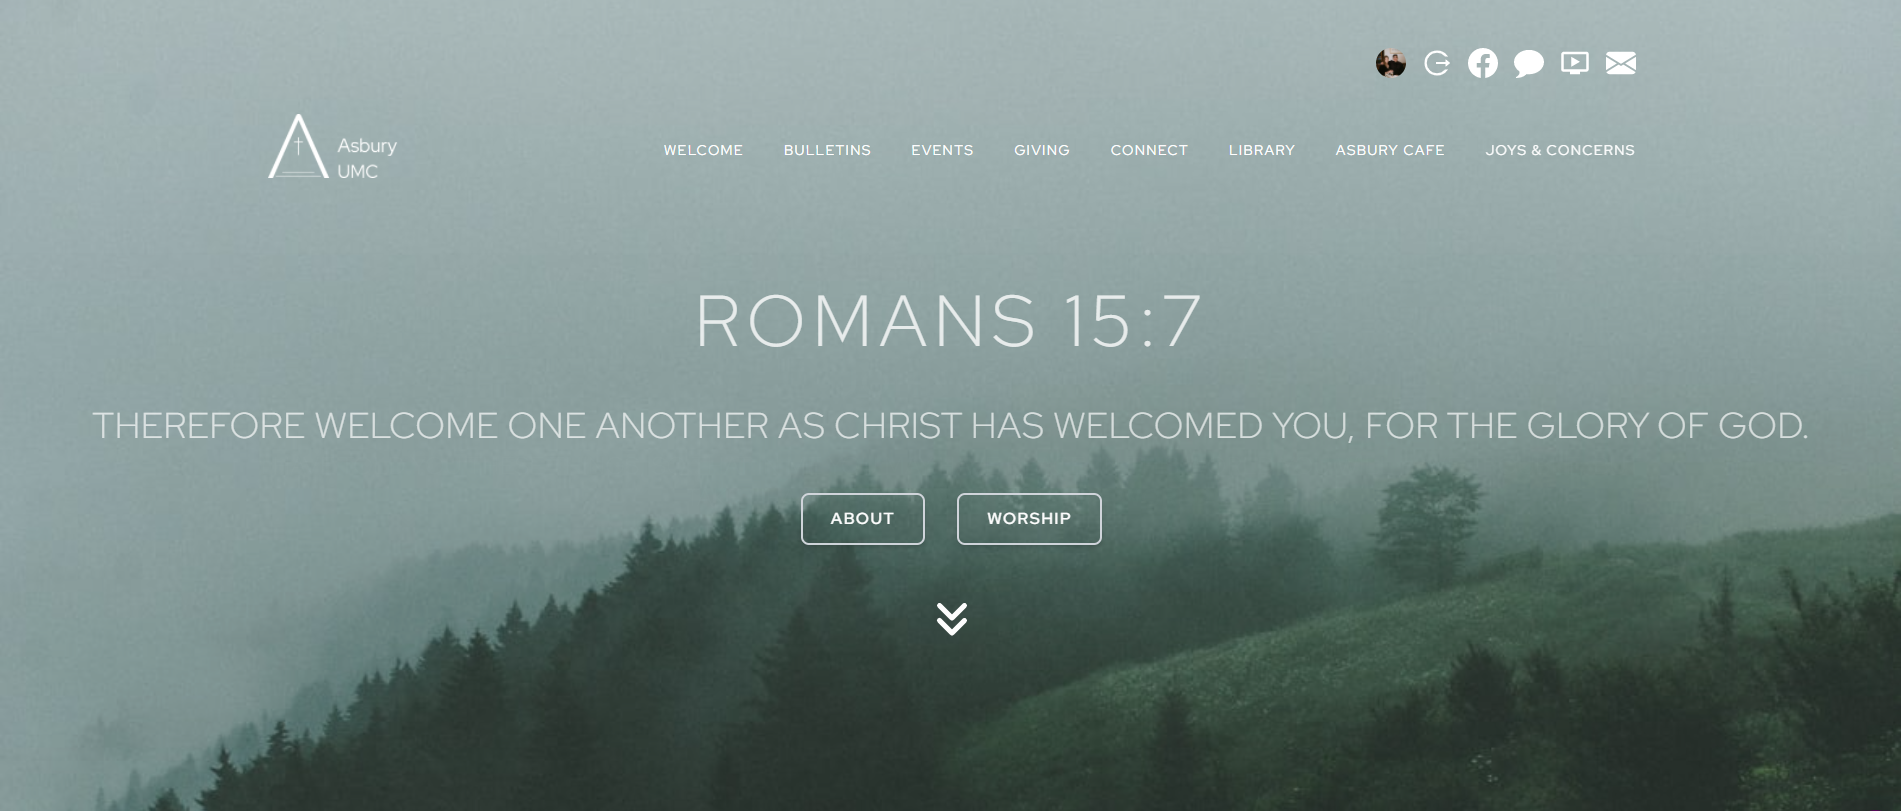 Asbury
UMC
WELCOME BULLETINS EVENTS GIVING CONNECT LIBRARY ASBURY CAFE JOYS & CONCERNS
ROMANS 15:7
THEREFORE WELCOME ONE ANOTHER AS CHRIST HAS WELCOMED YOU, FOR THE GLORY OF GOD.
ABOUT WORSHIP